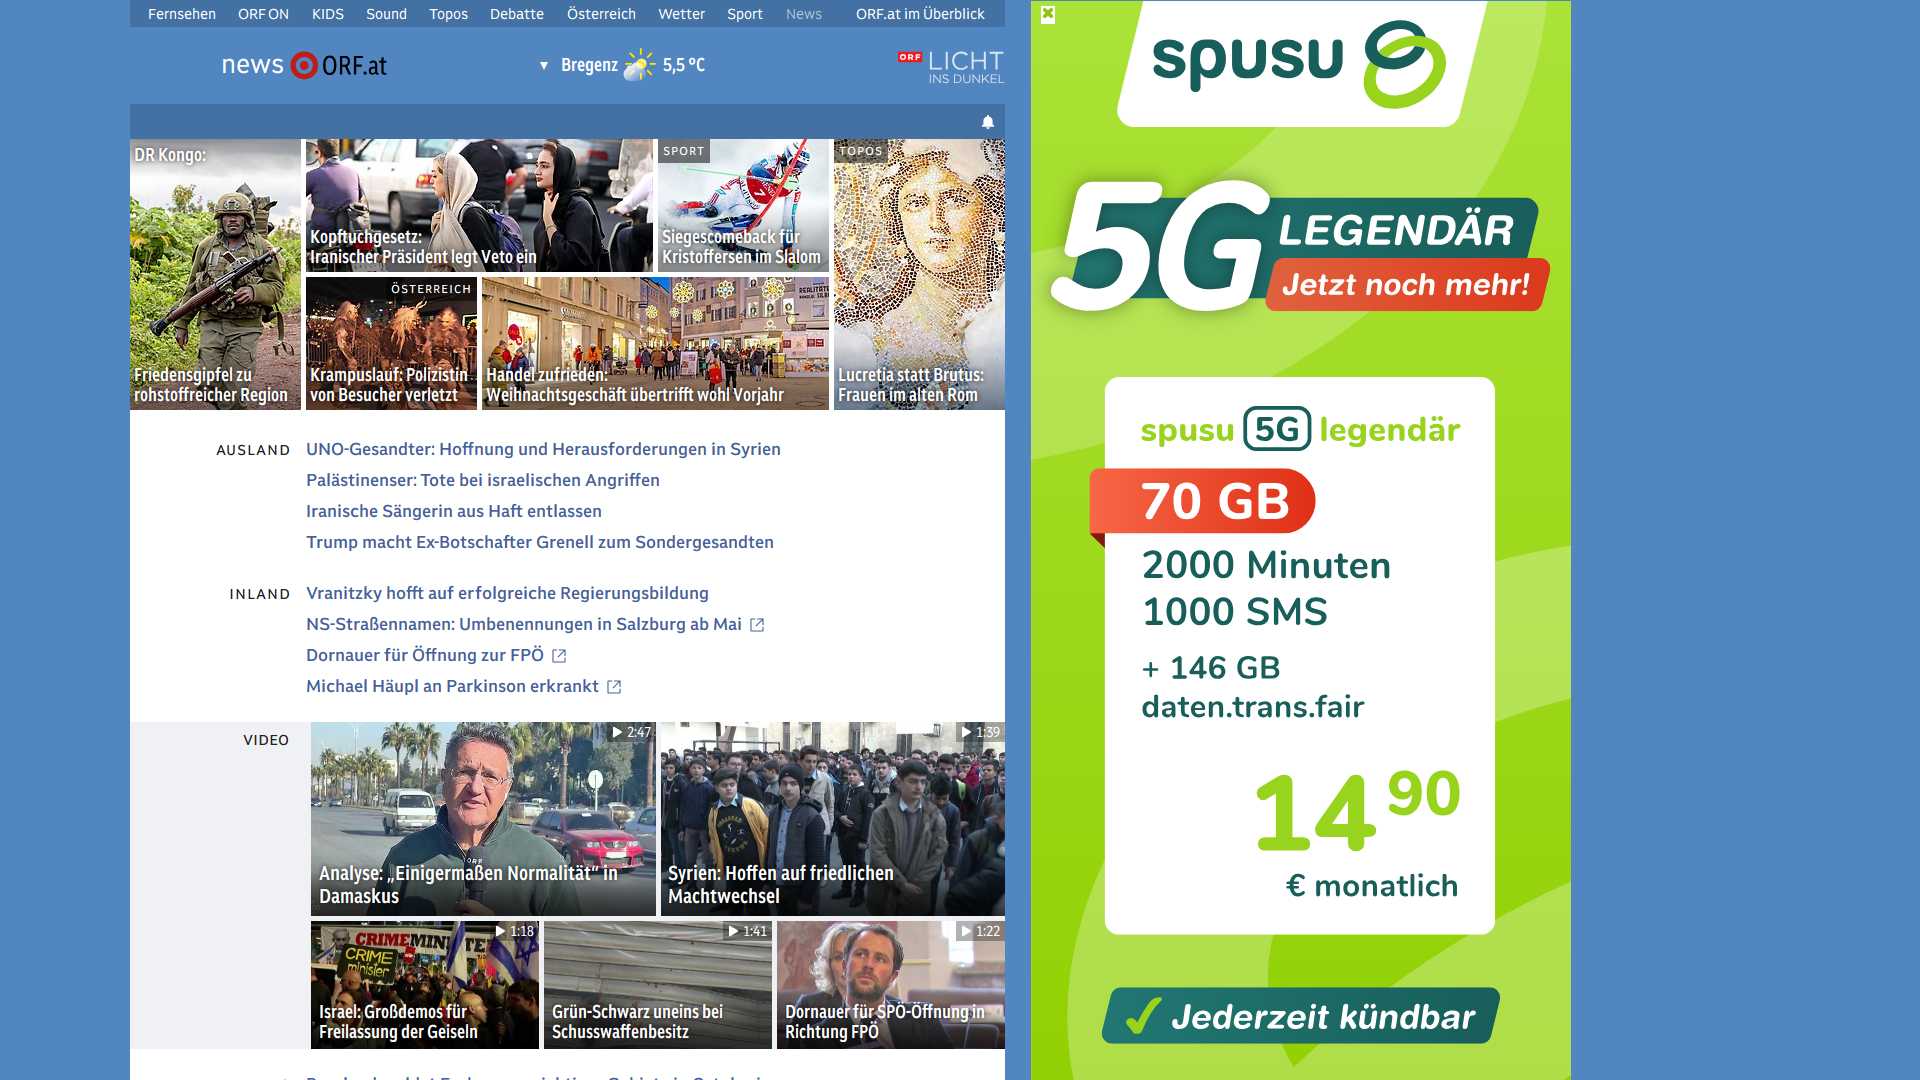 Fernsehen ORF ON KIDS Sound Topos Debatte Österreich Wetter Sport News ORF.at im Überblick
news ORF.at
Bregenz 5,5 °C
ORF LICHT
INS DUNKEL
DR Kongo:
Friedensgipfel zu
rohstoffreicher Region
Kopftuchgesetz:
Iranischer Präsident legt Veto ein
SPORT
Siegescomeback für
Kristoffersen im Slalom
TOPOS
Lucretia statt Brutus:
Frauen im alten Rom
ÖSTERREICH
Krampuslauf: Polizistin
von Besucher verletzt
Handel zufrieden:
Weihnachtsgeschäft übertrifft wohl Vorjahr
AUSLAND
UNO-Gesandter: Hoffnung und Herausforderungen in Syrien
Palästinenser: Tote bei israelischen Angriffen
Iranische Sängerin aus Haft entlassen
Trump macht Ex-Botschafter Grenell zum Sondergesandten
INLAND
Vranitzky hofft auf erfolgreiche Regierungsbildung
NS-Straßennamen: Umbenennungen in Salzburg ab Mai
Dornauer für Öffnung zur FPÖ
Michael Häupl an Parkinson erkrankt
VIDEO
2:47
Analyse: „Einigermaßen Normalität“ in
Damaskus
1:39
Syrien: Hoffen auf friedlichen
Machtwechsel
1:18
CRIME
minister
Israel: Großdemos für
Freilassung der Geiseln
1:41
Grün-Schwarz uneins bei
Schusswaffenbesitz
1:22
Dornauer für SPÖ-Öffnung in
Richtung FPÖ
spusu
5G LEGENDÄR
Jetzt noch mehr!
spusu 5G legendär
70 GB
2000 Minuten
1000 SMS
+ 146 GB
daten.trans.fair
14 90
€ monatlich
Jederzeit kündbar